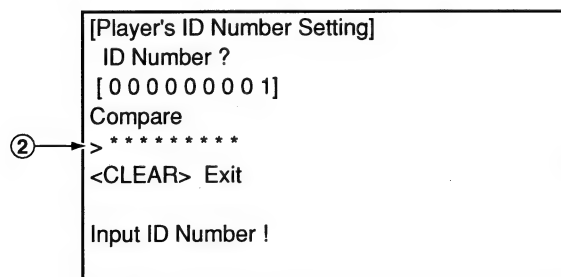 [Player's ID Number Setting]
ID Number ?
[ 0 0 0 0 0 0 0 0 1]
Compare
② > * * * * * * * * *
<CLEAR> Exit
Input ID Number !